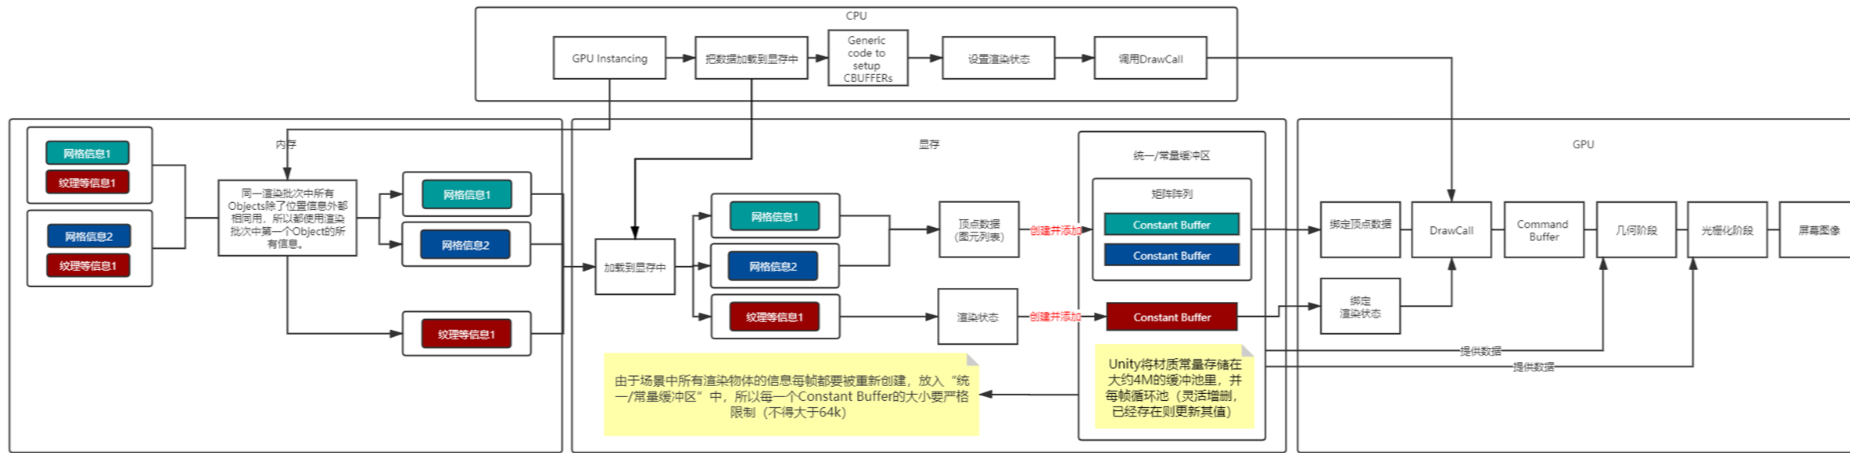 CPU
GPU Instancing
把数据加载到显存中
Generic
code to
setup
CBUFFERs
设置渲染状态
调用DrawCall
内存
网格信息1
纹理等信息1
网格信息2
纹理等信息1
同一渲染批次中所有
Objects除了位置信息外都
相同用，所以都使用渲染
批次中第一个Object的所
有信息。
网格信息1
网格信息2
纹理等信息1
显存
加载到显存中
网格信息1
网格信息2
纹理等信息1
顶点数据
（图元列表）
渲染状态
创建并添加
创建并添加
统一/常量缓冲区
矩阵阵列
Constant Buffer
Constant Buffer
Constant Buffer
由于场景中所有渲染物体的信息每帧都要被重新创建，放入“统
一/常量缓冲区”中，所以每一个Constant Buffer的大小要严格
限制（不得大于64k）
Unity将材质常量存储在
大约4M的缓冲池里，并
每帧循环池（灵活增删，
已经存在则更新其值）
GPU
绑定顶点数据
DrawCall
Command
Buffer
几何阶段
光栅化阶段
屏幕图像
绑定
渲染状态
提供数据
提供数据